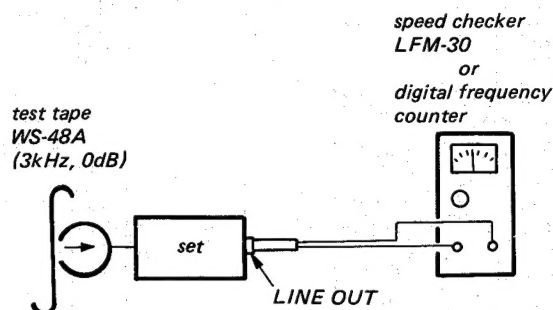 speed checker
LFM-30
or
digital frequency
counter
test tape
WS-48A
(3kHz, 0dB)
set
LINE OUT